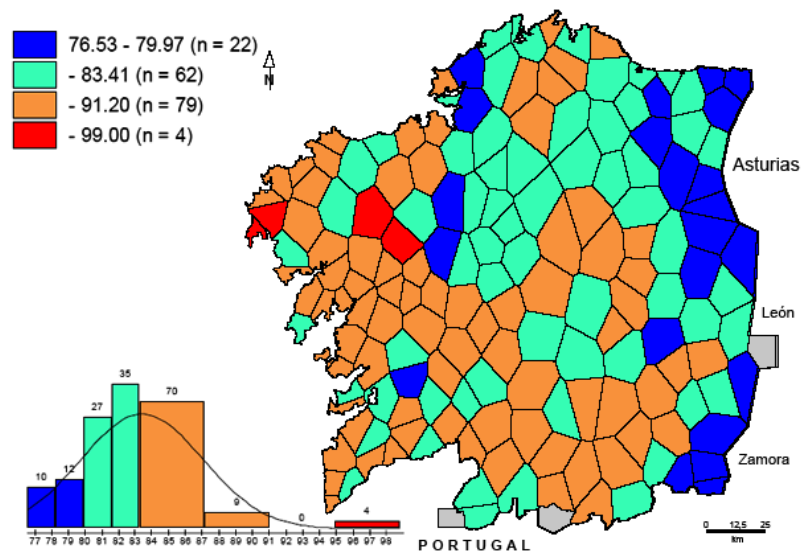 76.53 - 79.97 (n = 22)
- 83.41 (n = 62)
- 91.20 (n = 79)
- 99.00 (n = 4)
N
Asturias
León
Zamora
PORTUGAL
0 12,5 25
km
10 12 27 35 70 9 0 4
77 78 79 80 81 82 83 84 85 86 87 88 89 90 91 92 93 94 95 96 97 98